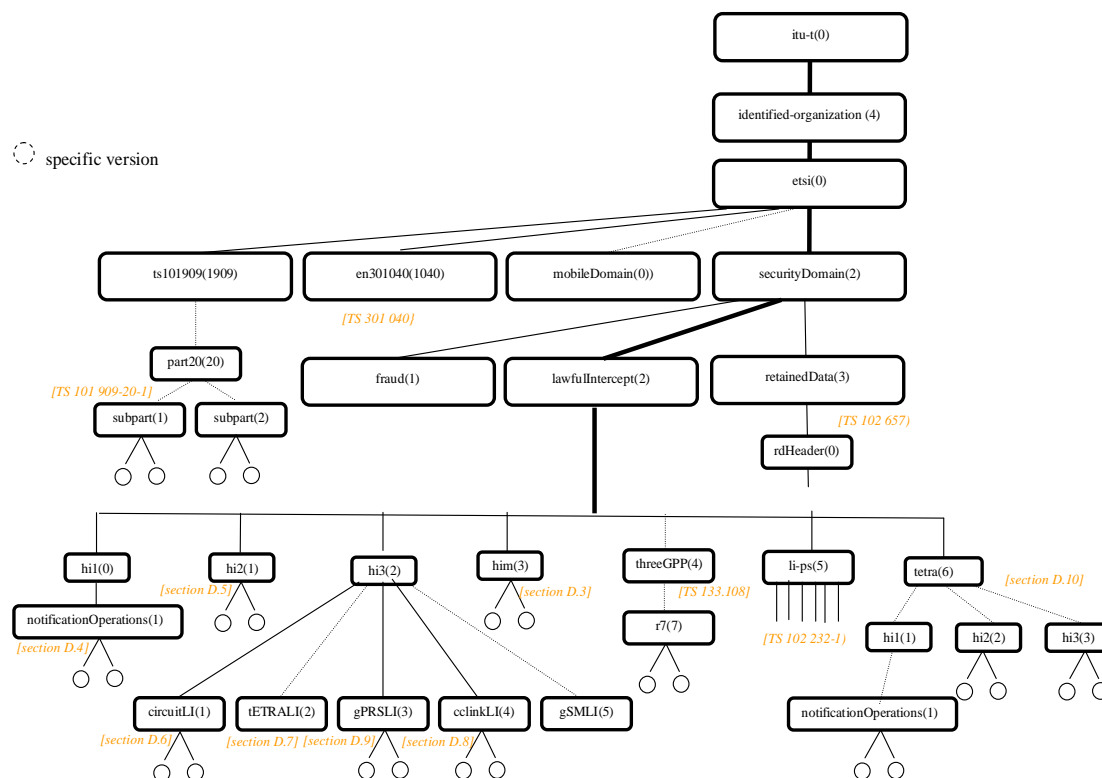 itu-t(0)
identified-organization (4)
specific version
etsi(0)
ts101909(1909)
en301040(1040)
mobileDomain(0))
securityDomain(2)
[TS 301 040]
part20(20)
fraud(1)
lawfulIntercept(2)
retainedData(3)
[TS 101 909-20-1]
[TS 102 657)
subpart(1)
subpart(2)
rdHeader(0)
hi1(0)
hi2(1)
hi3(2)
him(3)
threeGPP(4)
li-ps(5)
tetra(6)
[section D.10]
[section D.5]
[section D.3]
[TS 133.108]
notificationOperations(1)
r7(7)
[TS 102 232-1)
hi1(1)
hi2(2)
hi3(3)
[section D.4]
circuitLI(1)
tETRALI(2)
gPRSLI(3)
cclinkLI(4)
gSMLI(5)
notificationOperations(1)
[section D.6]
[section D.7]
[section D.9]
[section D.8]